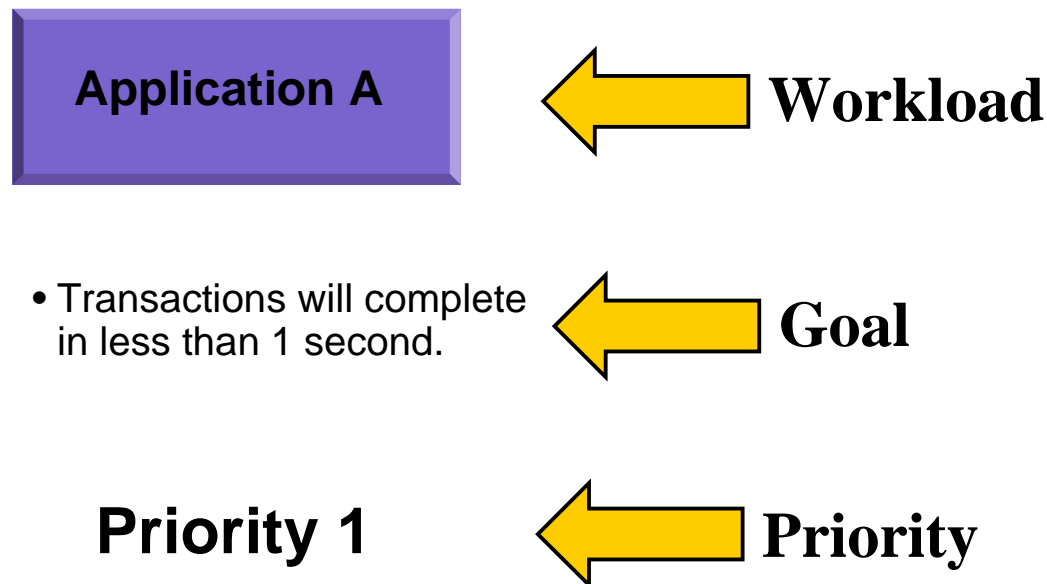 Application A
Workload
• Transactions will complete
in less than 1 second.
Goal
Priority 1
Priority